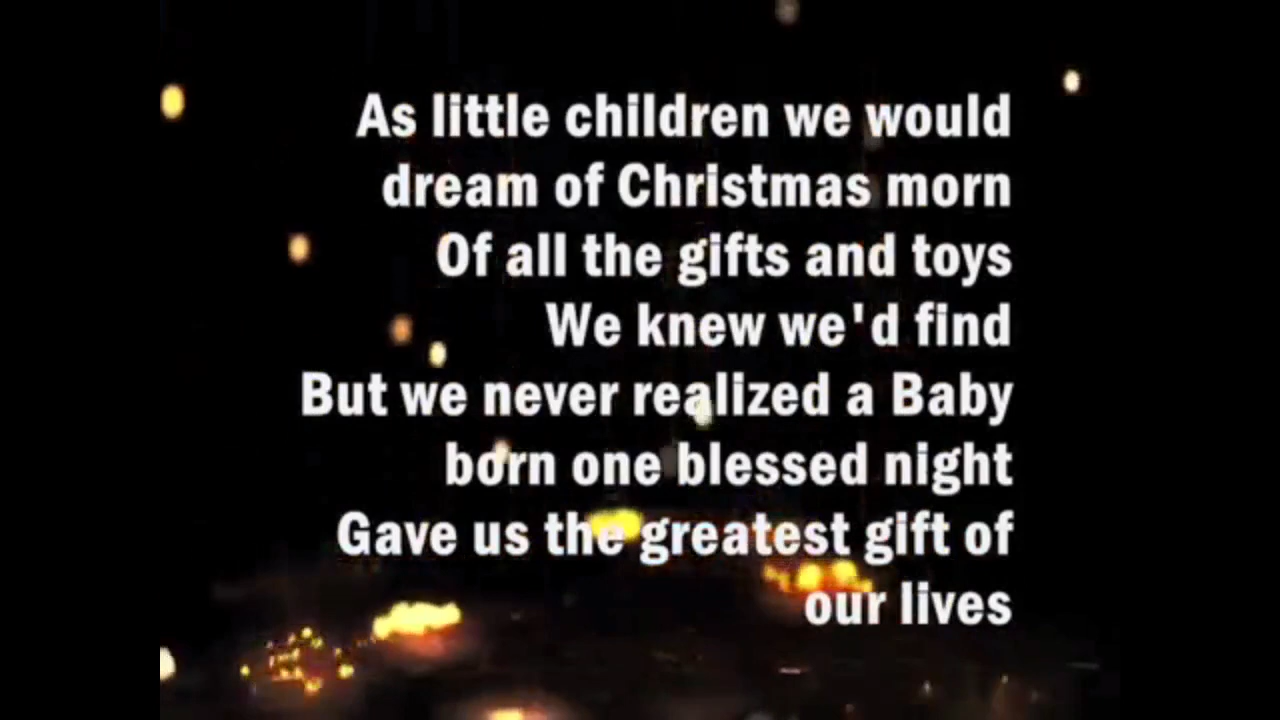 As little children we would
dream of Christmas morn
Of all the gifts and toys
We knew we'd find
But we never realized a Baby
born one blessed night
Gave us the greatest gift of
our lives